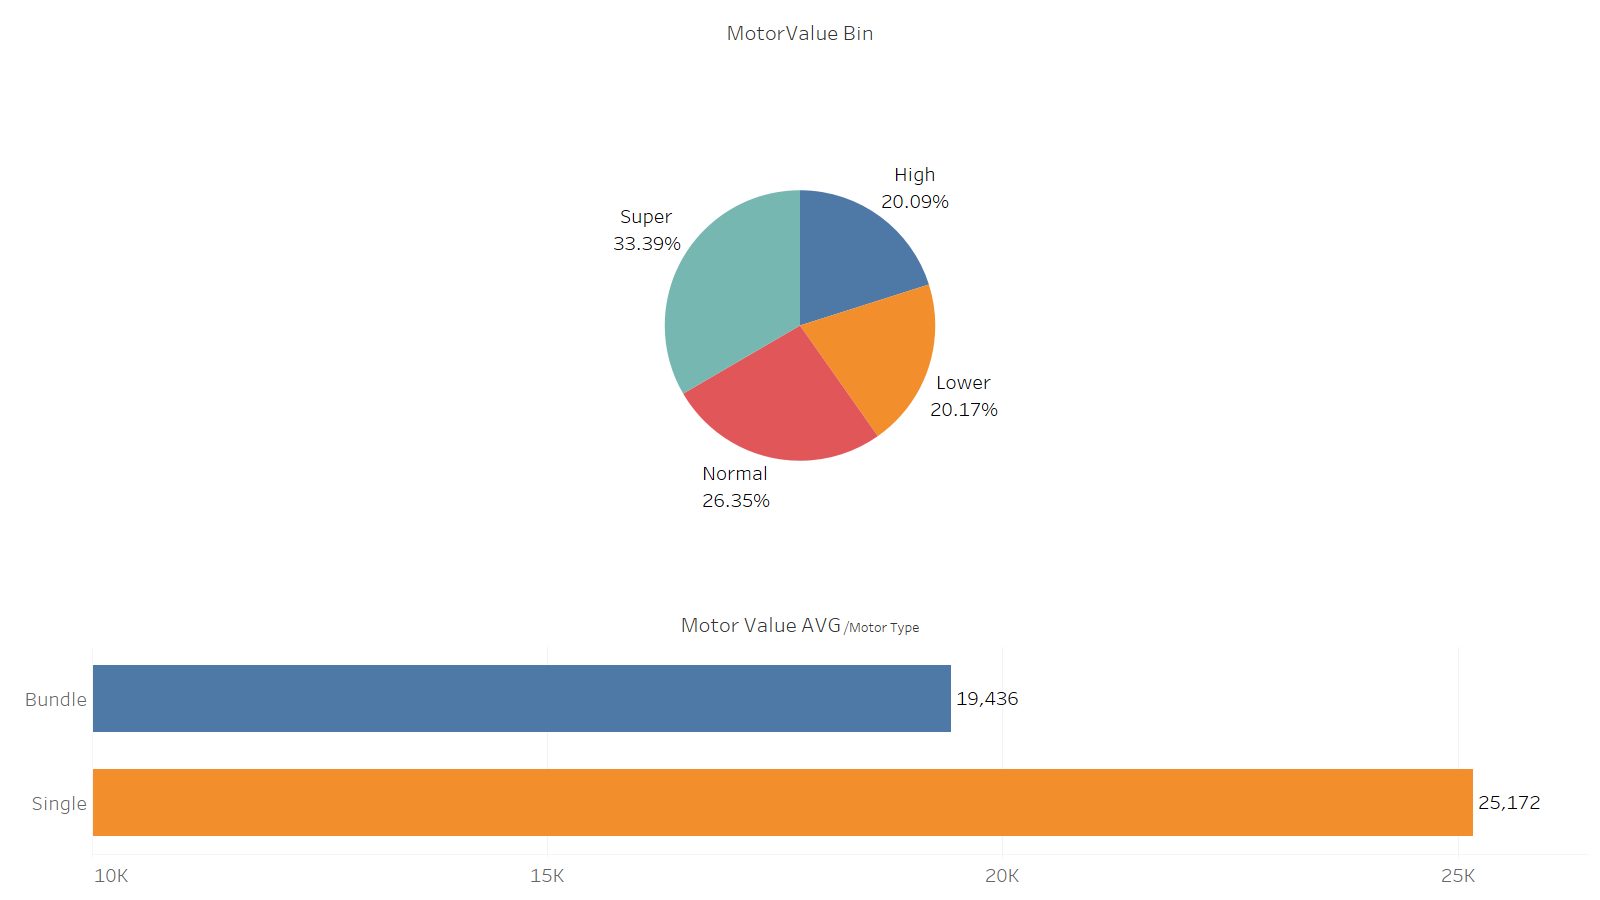 MotorValue Bin
High
20.09%
Super
33.39%
Lower
20.17%
Normal
26.35%
Motor Value AVG /Motor Type
Bundle
19,436
Single
25,172
10K
15K
20K
25K